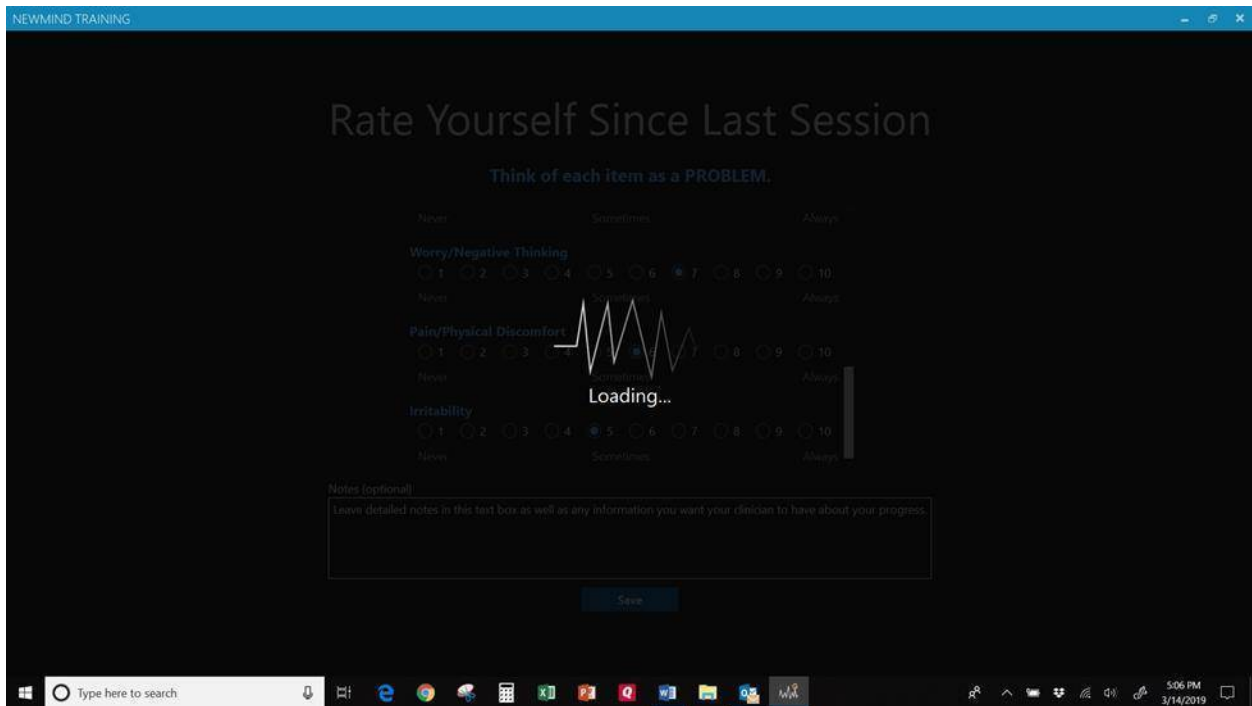 NEWMIND TRAINING
Rate Yourself Since Last Session
Think of each item as a PROBLEM.
Never Sometimes Always
Worry/Negative Thinking
1 2 3 4 5 6 7 8 9 10
Never Sometimes Always
Pain/Physical Discomfort
1 2 3 4 5 6 7 8 9 10
Never Sometimes Always
Loading...
Irritability
1 2 3 4 5 6 7 8 9 10
Never Sometimes Always
Notes (optional)
Leave detailed notes in this text box as well as any information you want your clinician to have about your progress.
Save
Type here to search
5:06 PM
3/14/2019